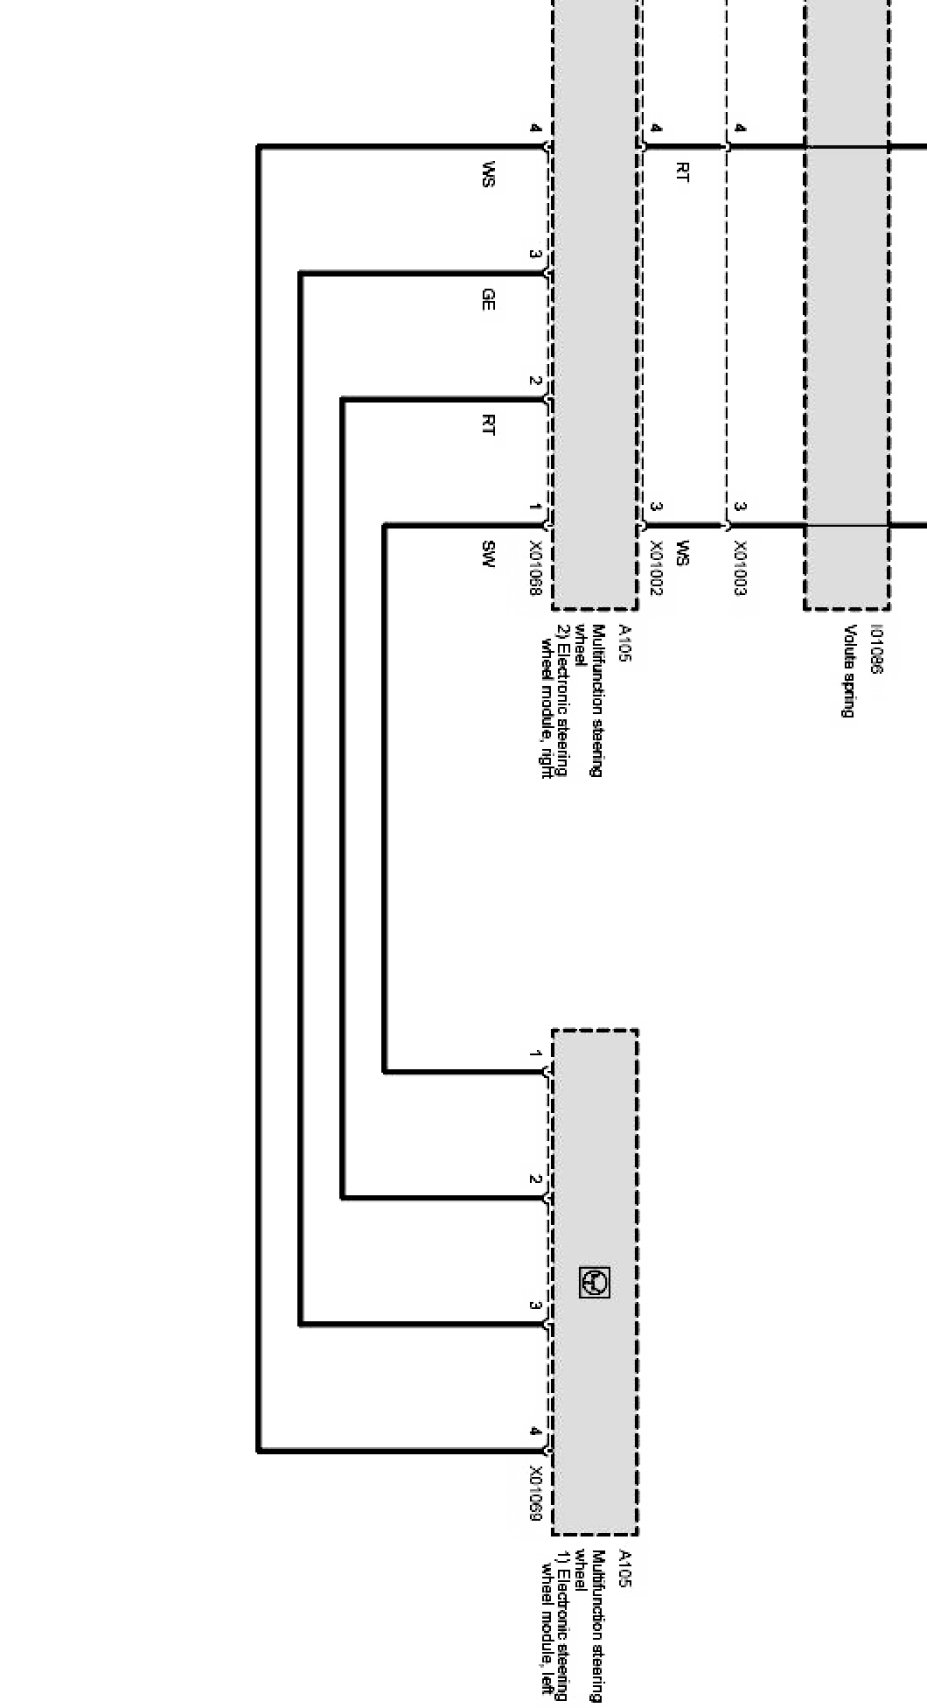 I01086
Volute spring
4
3
X01003
RT
WS
4
3
X01002
A105
Multifunction steering
wheel
2) Electronic steering
wheel module, right
A105
Multifunction steering
wheel
1) Electronic steering
wheel module, left
4
3
2
1
X01068
1
2
3
4
X01069
WS
GE
RT
SW